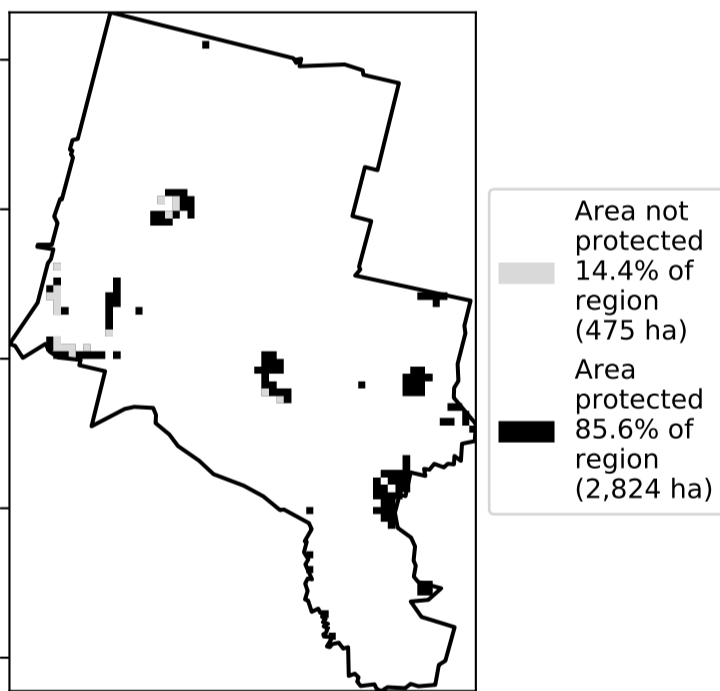 Area not
protected
14.4% of
region
(475 ha)
Area
protected
85.6% of
region
(2,824 ha)